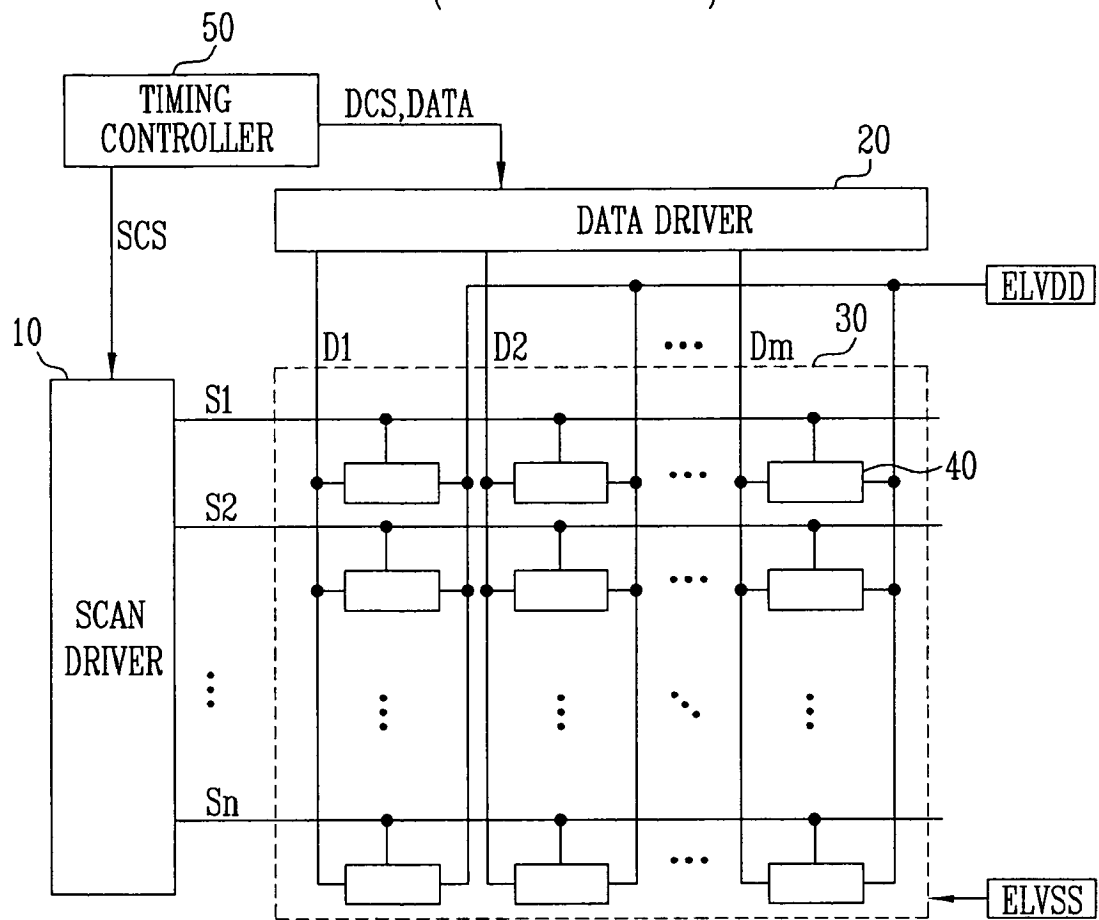 50
TIMING
CONTROLLER
DCS,DATA
20
DATA DRIVER
SCS
ELVDD
10
D1
D2
Dm
30
S1
40
S2
SCAN
DRIVER
Sn
ELVSS